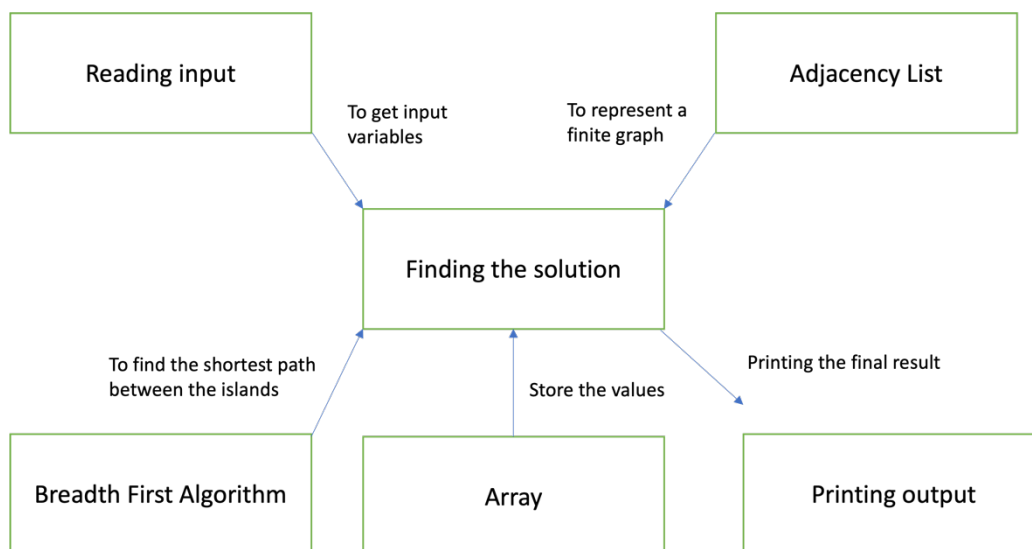 Reading input
Adjacency List
To get input
variables
To represent a
finite graph
Finding the solution
To find the shortest path
between the islands
Store the values
Printing the final result
Breadth First Algorithm
Array
Printing output